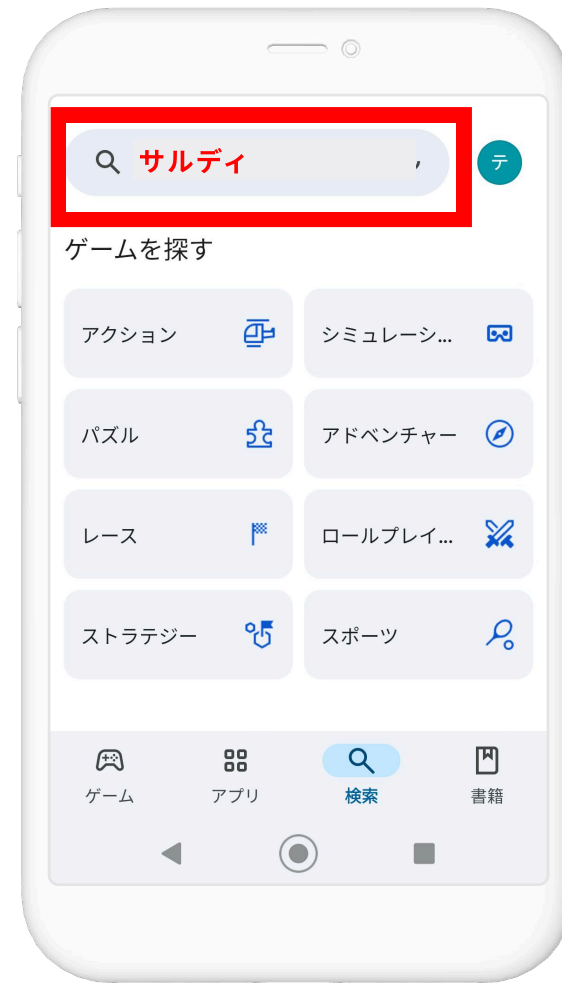 サルディ
テ
ゲームを探す
アクション
シミュレーシ...
パズル
アドベンチャー
レース
ロールプレイ...
ストラテジー
スポーツ
ゲーム
アプリ
検索
書籍